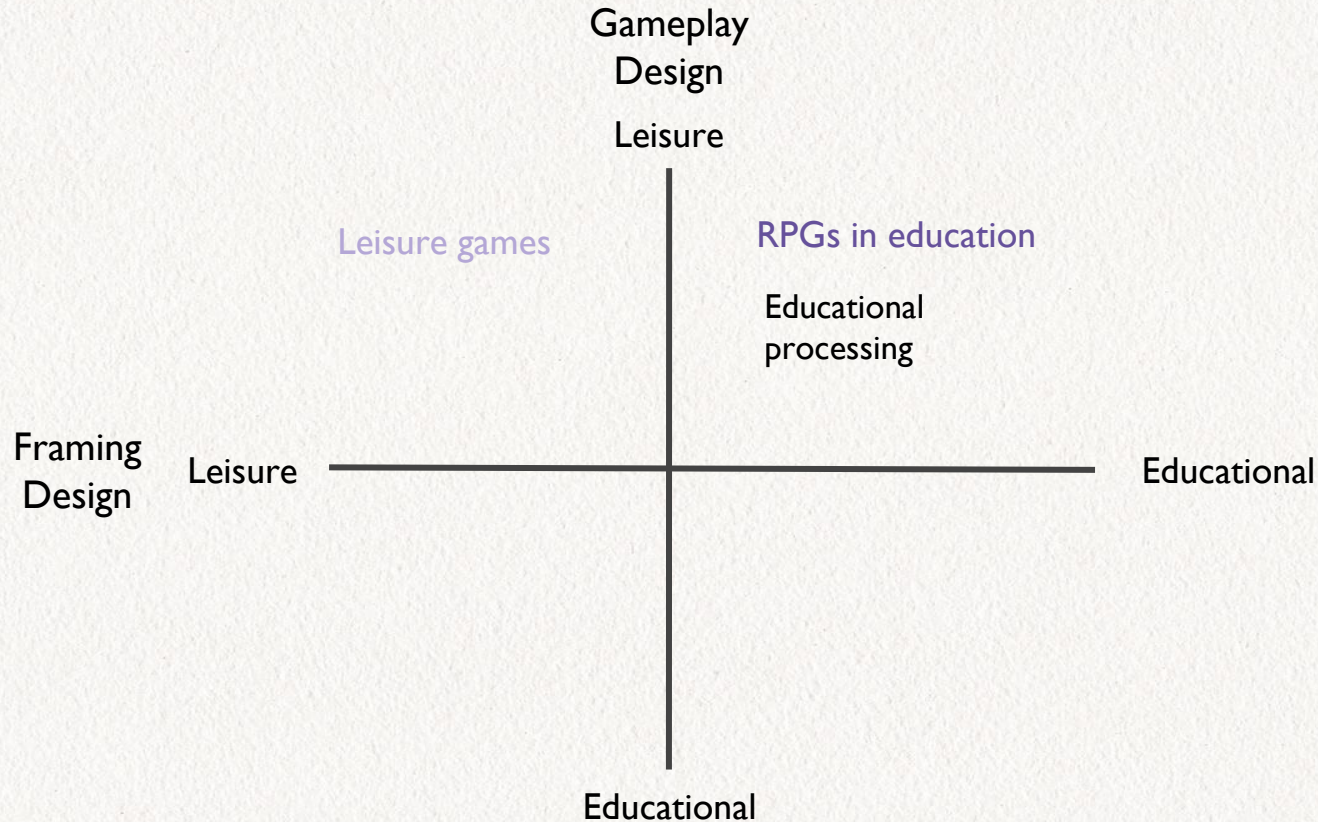 Gameplay
Design
Leisure
Leisure games
RPGs in education
Educational
processing
Framing
Design
Leisure
Educational
Educational